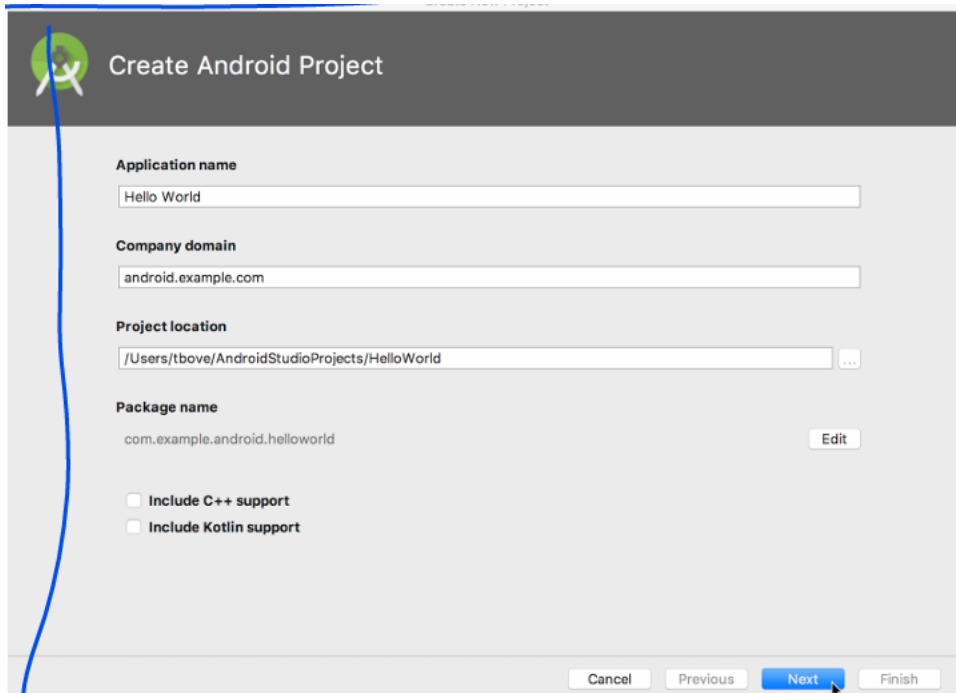 Create Android Project
Application name
Hello World
Company domain
android.example.com
Project location
/Users/tbove/AndroidStudioProjects/HelloWorld
...
Package name
com.example.android.helloworld
Edit
Include C++ support
Include Kotlin support
Cancel Previous Next Finish